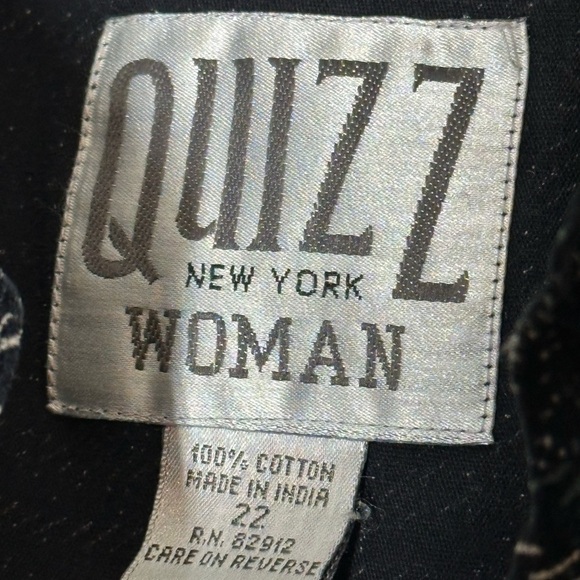 QUIZZ
NEW YORK
WOMAN
100% COTTON
MADE IN INDIA
22
R.N. 82912
CARE ON REVERSE